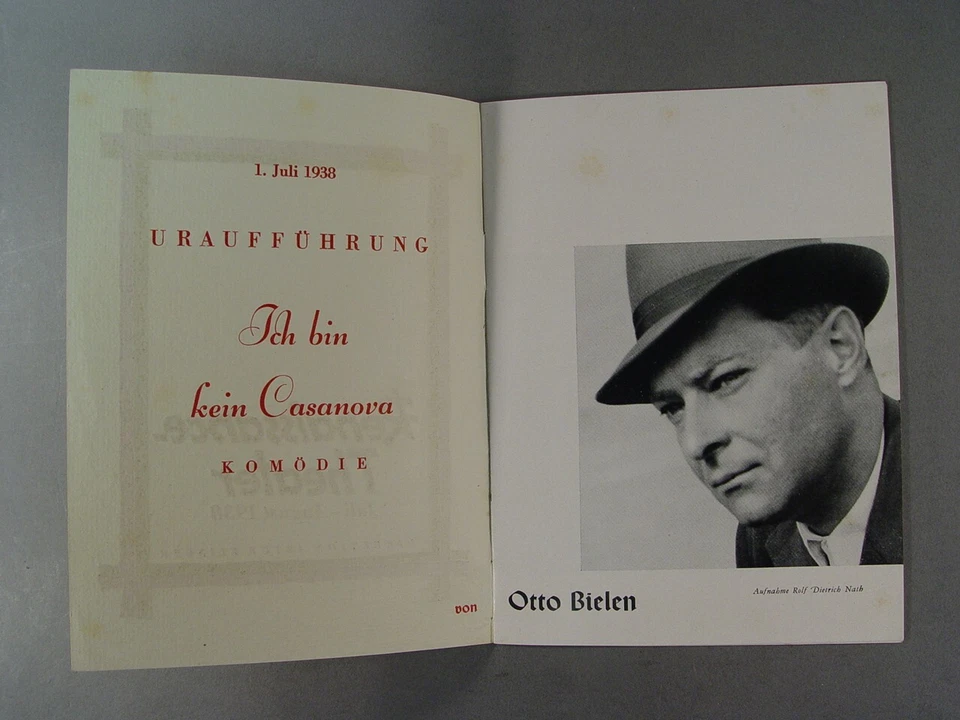 1. Juli 1938
URAUFFÜHRUNG
Ich bin
kein Casanova
KOMÖDIE
von
Otto Bielen
Aufnahme Rolf Dietrich Nath